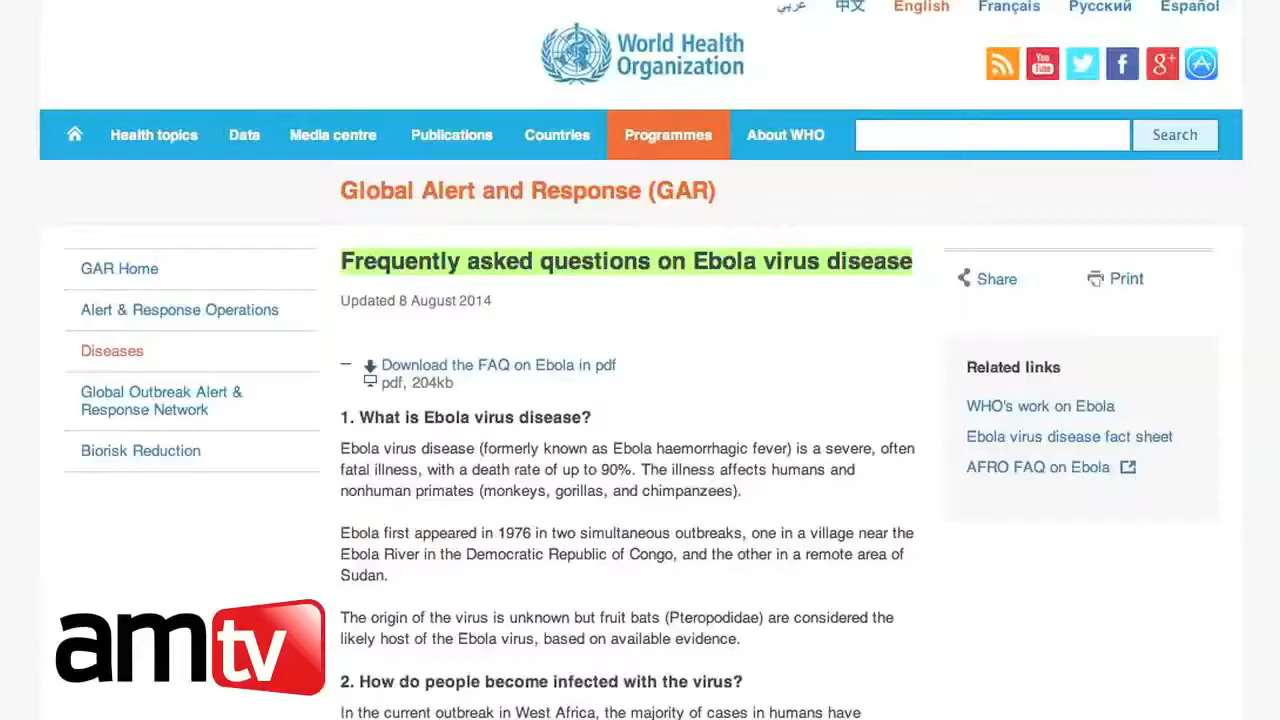 عربي 中文 English Français Русский Español
World Health
Organization
You
Tube
f
g+
Health topics Data Media centre Publications Countries Programmes About WHO Search
Global Alert and Response (GAR)
GAR Home
Alert & Response Operations
Diseases
Global Outbreak Alert &
Response Network
Biorisk Reduction
Frequently asked questions on Ebola virus disease
Updated 8 August 2014
Share Print
Download the FAQ on Ebola in pdf
pdf, 204kb
1. What is Ebola virus disease?
Ebola virus disease (formerly known as Ebola haemorrhagic fever) is a severe, often
fatal illness, with a death rate of up to 90%. The illness affects humans and
nonhuman primates (monkeys, gorillas, and chimpanzees).
Ebola first appeared in 1976 in two simultaneous outbreaks, one in a village near the
Ebola River in the Democratic Republic of Congo, and the other in a remote area of
Sudan.
The origin of the virus is unknown but fruit bats (Pteropodidae) are considered the
likely host of the Ebola virus, based on available evidence.
2. How do people become infected with the virus?
In the current outbreak in West Africa, the majority of cases in humans have
Related links
WHO's work on Ebola
Ebola virus disease fact sheet
AFRO FAQ on Ebola
amtv